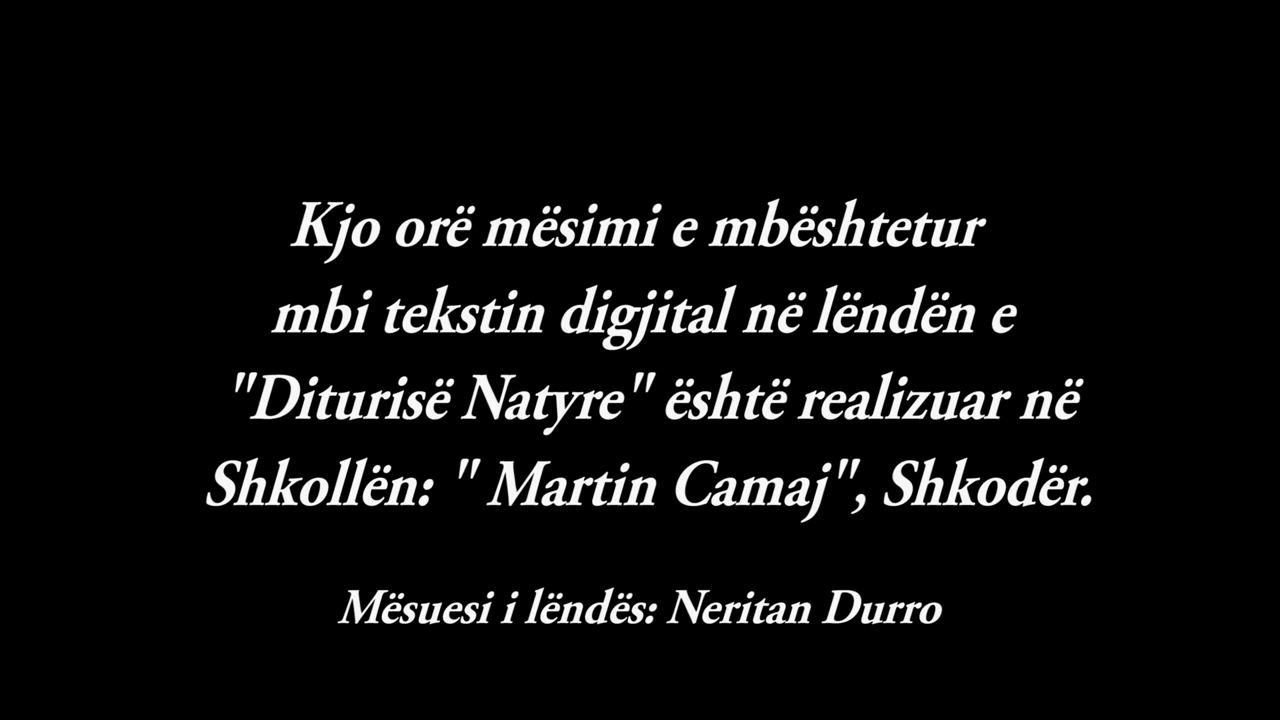 Kjo orë mësimi e mbështetur
mbi tekstin digjital në lëndën e
"Diturisë Natyre" është realizuar në
Shkollën: " Martin Camaj", Shkodër.
Mësuesi i lëndës: Neritan Durro